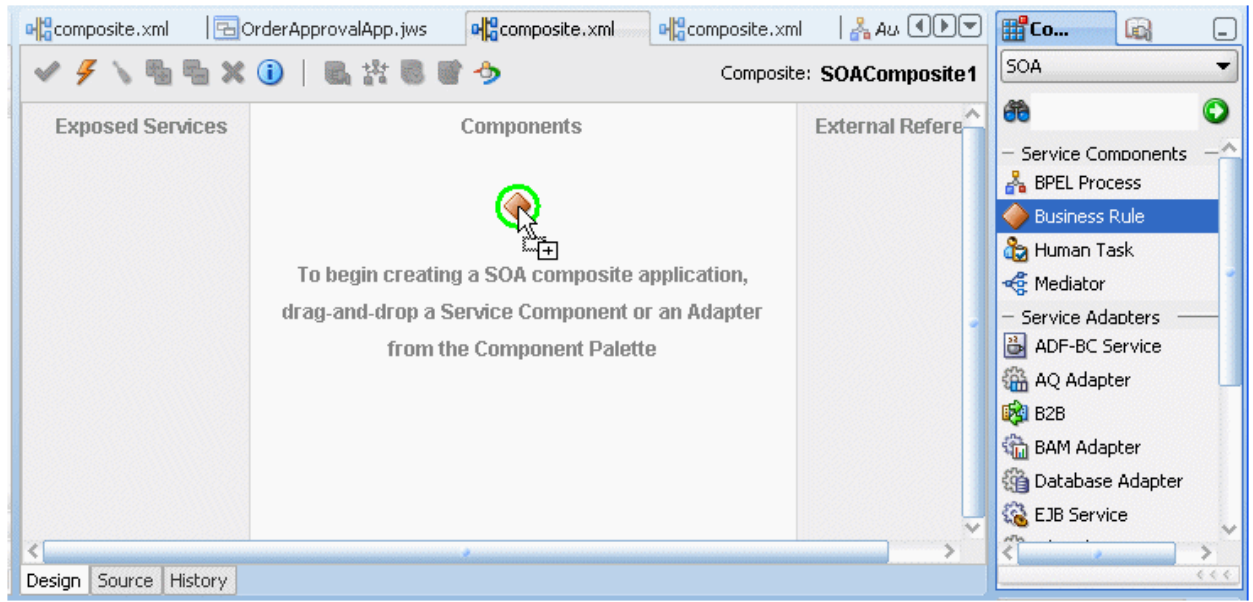 composite.xml OrderApprovalApp.jws composite.xml composite.xml Au Co...
Composite: SOAComposite1 SOA
Exposed Services Components External Refere
Service Components
BPEL Process
Business Rule
Human Task
To begin creating a SOA composite application,
Mediator
drag-and-drop a Service Component or an Adapter
Service Adapters
from the Component Palette
ADF-BC Service
AQ Adapter
B2B
BAM Adapter
Database Adapter
EJB Service
Design Source History